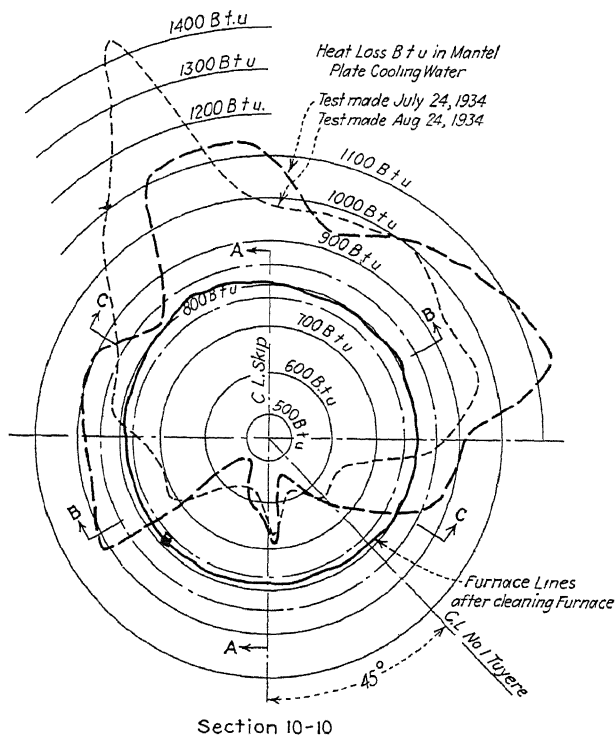 1400 B t u
1300 B t u
1200 B t u.
Heat Loss B t u in Mantel
Plate Cooling Water
Test made July 24, 1934
Test made Aug 24, 1934
1100 B t u
1000 B t u
900 B t u
A
800 B t u
C
B
700 B t u
C L. Skip
600 B. t u
500 B t u
B
C
Furnace Lines
after cleaning Furnace
A
C.L. No 1 Tuyere
45°
Section 10-10